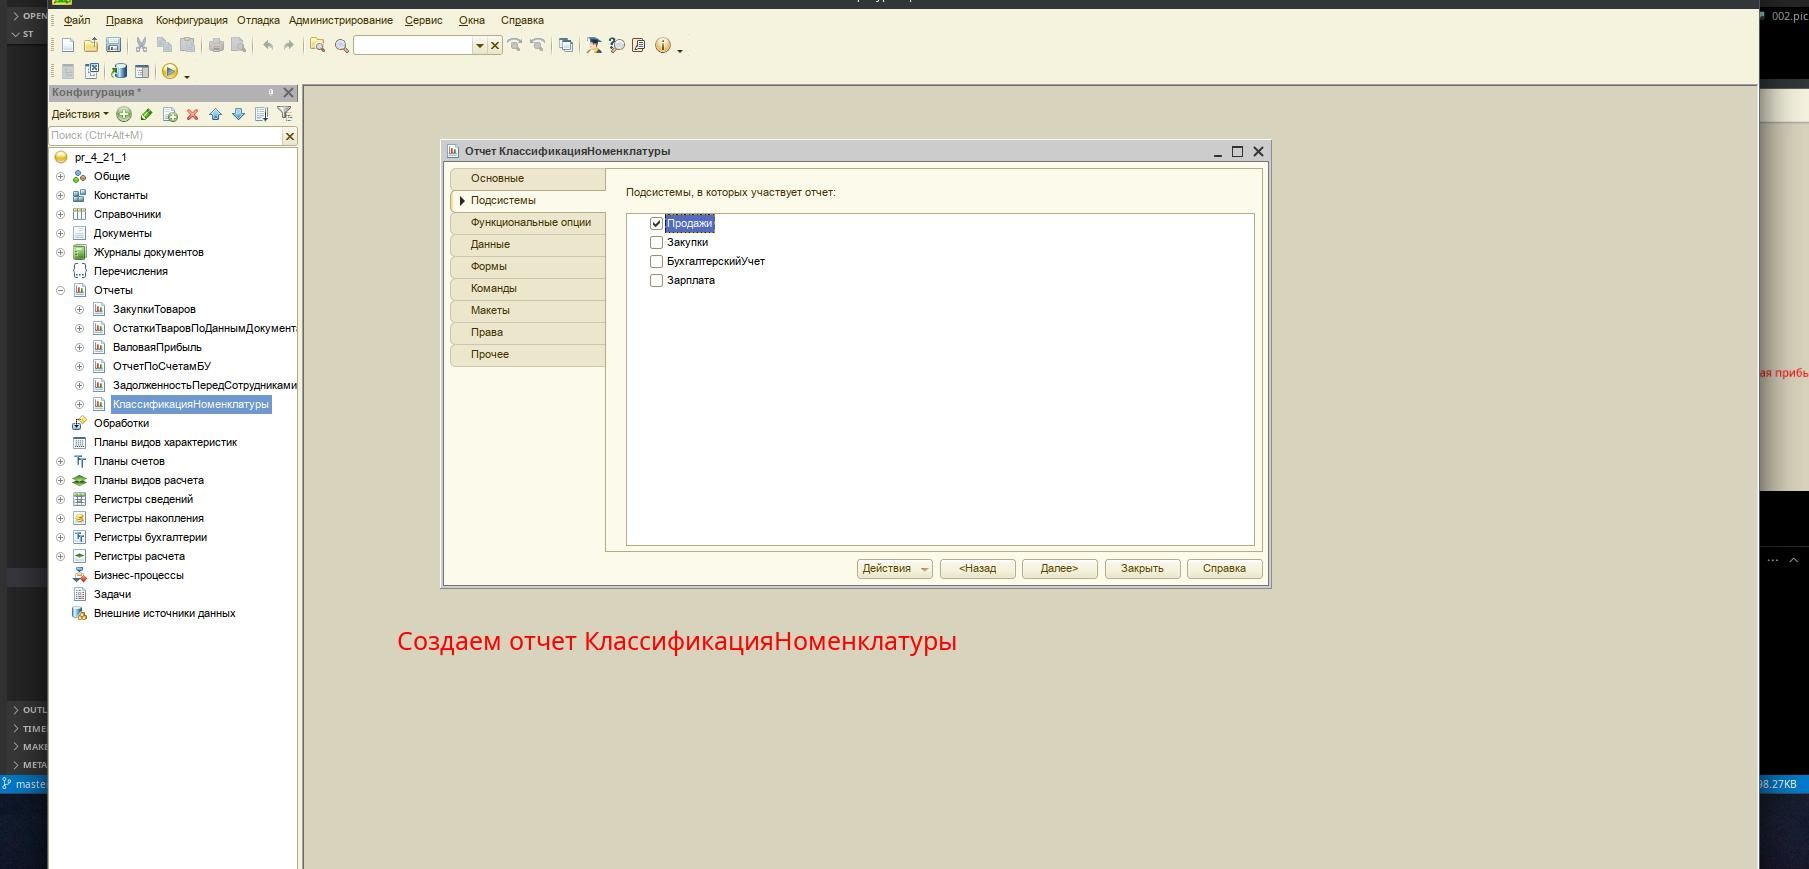 OPEN
ST
002.pic
Файл Правка Конфигурация Отладка Администрирование Сервис Окна Справка
Конфигурация *
Действия
Поиск (Ctrl+Alt+M)
pr_4_21_1
Общие
Константы
Справочники
Документы
Журналы документов
Перечисления
Отчеты
ЗакупкиТоваров
ОстаткиТваровПоДаннымДокумент
ВаловаяПрибыль
ОтчетПоСчетамБУ
ЗадолженностьПередСотрудниками
КлассификацияНоменклатуры
Обработки
Планы видов характеристик
Планы счетов
Планы видов расчета
Регистры сведений
Регистры накопления
Регистры бухгалтерии
Регистры расчета
Бизнес-процессы
Задачи
Внешние источники данных
Отчет КлассификацияНоменклатуры
Основные
Подсистемы
Функциональные опции
Данные
Формы
Команды
Макеты
Права
Прочее
Подсистемы, в которых участвует отчет:
Продажи
Закупки
БухгалтерскийУчет
Зарплата
Действия <Назад Далее> Закрыть Справка
Создаем отчет КлассификацияНоменклатуры
ая прибь
OUTL
TIME
MAKE
META
maste
98.27KB